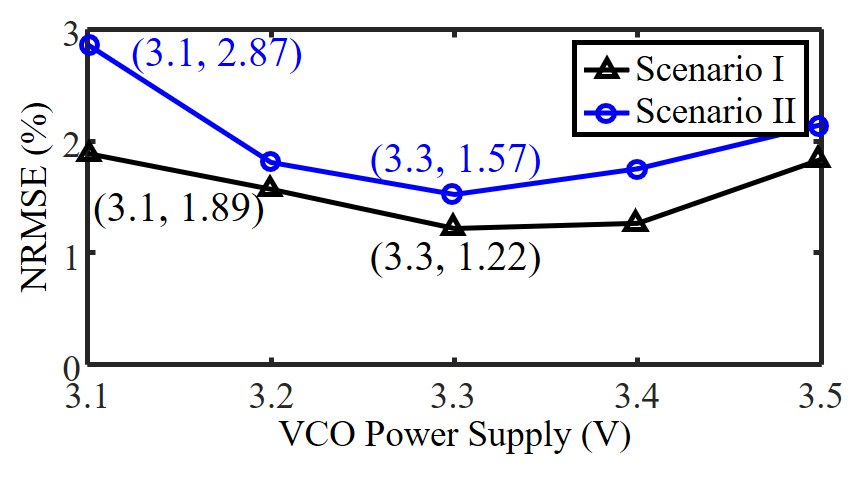 3
(3.1, 2.87)
Scenario I
Scenario II
2
(3.3, 1.57)
(3.1, 1.89)
(3.3, 1.22)
1
0
NRMSE (%)
3.1 3.2 3.3 3.4 3.5
VCO Power Supply (V)